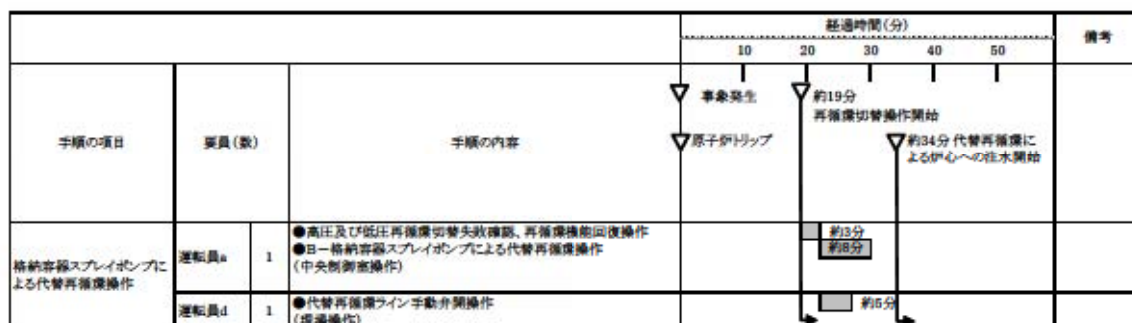 経過時間(分)
備考
10 20 30 40 50
手順の項目
要員(数)
手順の内容
事象発生
約19分
再循環切替操作開始
原子炉トリップ
約34分 代替再循環に
よる炉心への注水開始
格納容器スプレイポンプに
よる代替再循環操作
運転員a
1
●高圧及び低圧再循環切替失敗確認、再循環機能回復操作
●B－格納容器スプレイポンプによる代替再循環操作
(中央制御室操作)
約3分
約8分
運転員d
1
●代替再循環ライン手動弁開操作
(現場操作)
約5分